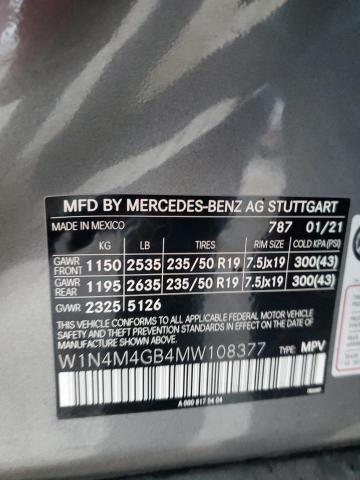 MFD BY MERCEDES-BENZ AG STUTTGART
MADE IN MEXICO 787 01/21
KG LB TIRES RIM SIZE COLD KPA (PSI)
GAWR FRONT 1150 2535 235/50 R19 7.5Jx19 300(43)
GAWR REAR 1195 2635 235/50 R19 7.5Jx19 300(43)
GVWR 2325 5126
THIS VEHICLE CONFORMS TO ALL APPLICABLE U.S. FEDERAL MOTOR VEHICLE
SAFETY AND THEFT PREVENTION STANDARDS IN EFFECT ON THE DATE OF
MANUFACTURE SHOWN ABOVE.
W1N4M4GB4MW108377 TYPE: MPV
A 000 817